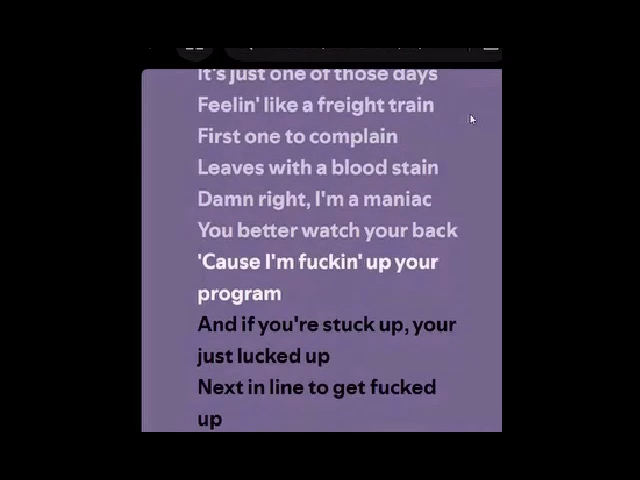 It's just one of those days
Feelin' like a freight train
First one to complain
Leaves with a blood stain
Damn right, I'm a maniac
You better watch your back
'Cause I'm fuckin' up your
program
And if you're stuck up, your
just lucked up
Next in line to get fucked
up